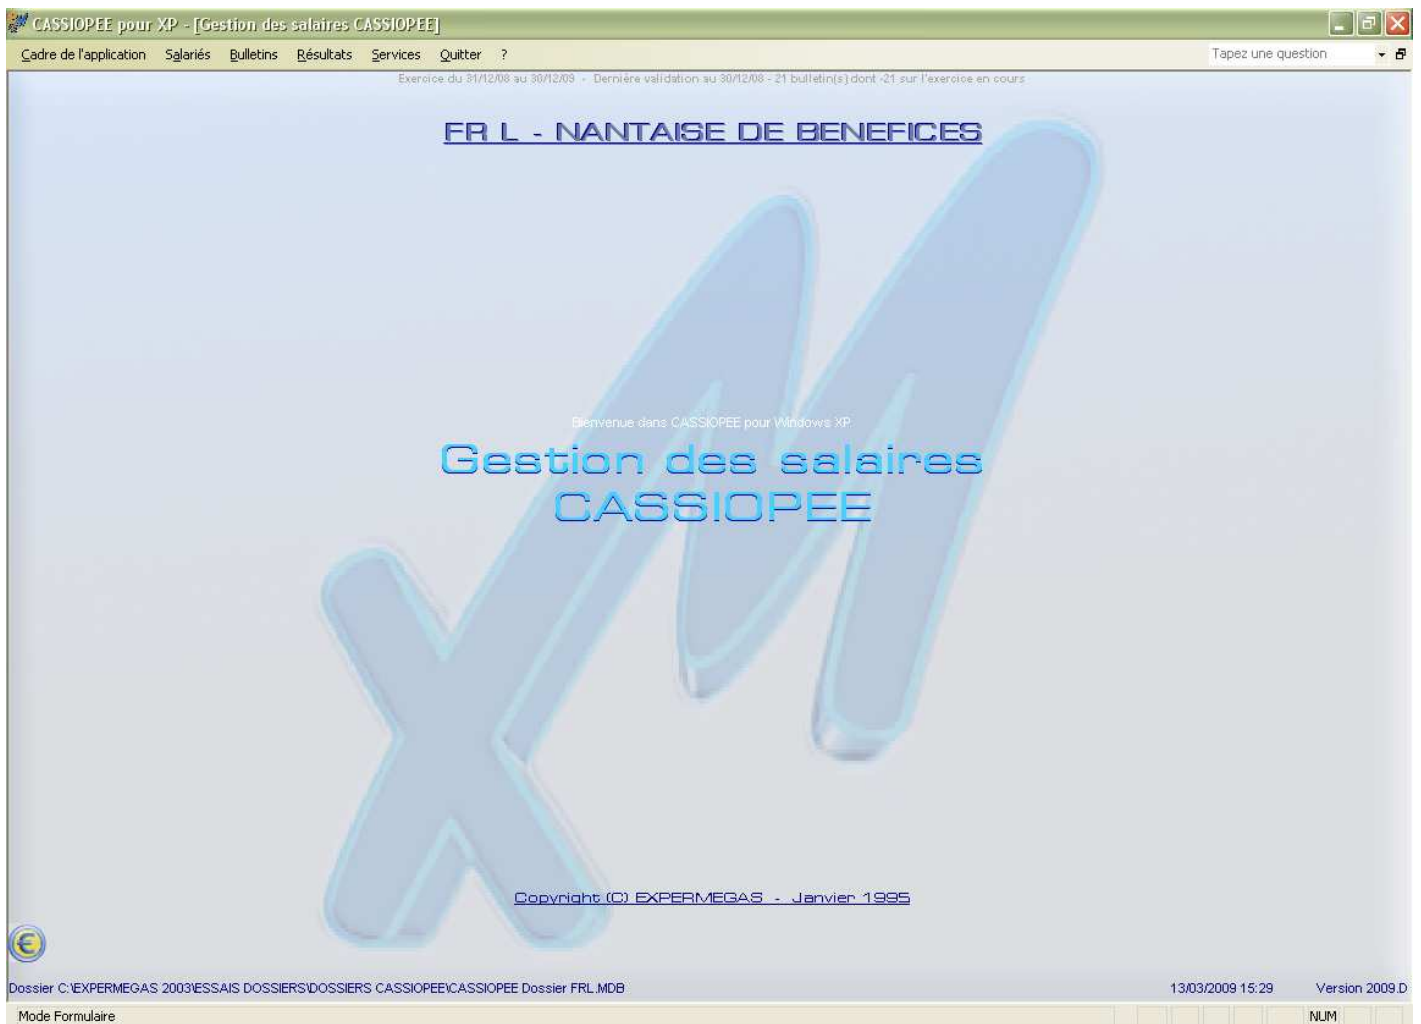 CASSIOPEE pour XP - [Gestion des salaires CASSIOPEE]
Cadre de l'application Salariés Bulletins Résultats Services Quitter ? Tapez une question
Exercice du 31/12/08 au 30/12/09 - Dernière validation au 30/12/08 - 21 bulletin(s) dont -21 sur l'exercice en cours
FR L - NANTAISE DE BENEFICES
Bienvenue dans CASSIOPEE pour Windows XP
Gestion des salaires
CASSIOPEE
Copyright (C) EXPERMEGAS - Janvier 1995
Dossier C:\EXPERMEGAS 2003\ESSAIS DOSSIERS\DOSSIERS CASSIOPEE\CASSIOPEE Dossier FRL.MDB 13/03/2009 15:29 Version 2009.D
Mode Formulaire NUM